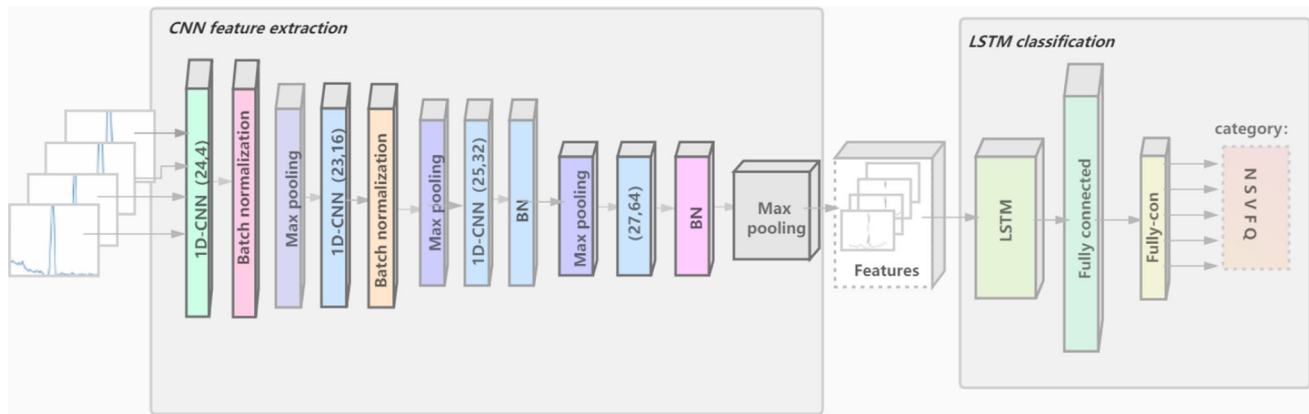 CNN feature extraction
1D-CNN (24,4)
Batch normalization
Max pooling
1D-CNN (23,16)
Batch normalization
Max pooling
1D-CNN (25,32)
BN
Max pooling
(27,64)
BN
Max
pooling
Features
LSTM classification
LSTM
Fully connected
Fully-con
category:
N S V F Q